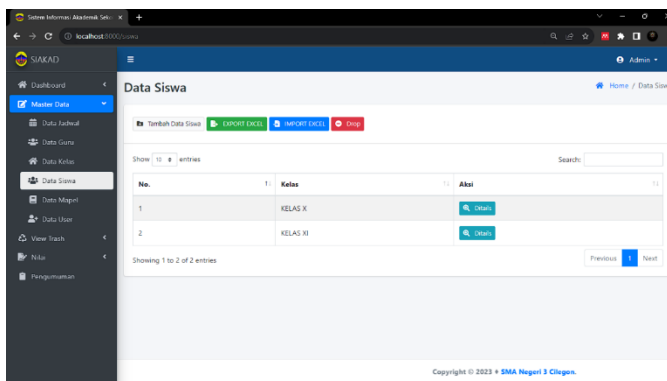 Sistem Informasi Akademik Sekol
localhost:8000/siswa
SIAKAD
Admin
Dashboard
Master Data
Data Jadwal
Data Guru
Data Kelas
Data Siswa
Data Mapel
Data User
View Trash
Nilai
Pengumuman
Data Siswa
Home / Data Sisw
Tambah Data Siswa EXPORT EXCEL IMPORT EXCEL Drop
Show 10 entries Search:
No. Kelas Aksi
1 KELAS X Ditails
2 KELAS XI Ditails
Showing 1 to 2 of 2 entries Previous 1 Next
Copyright © 2023 ♦ SMA Negeri 3 Cilegon.